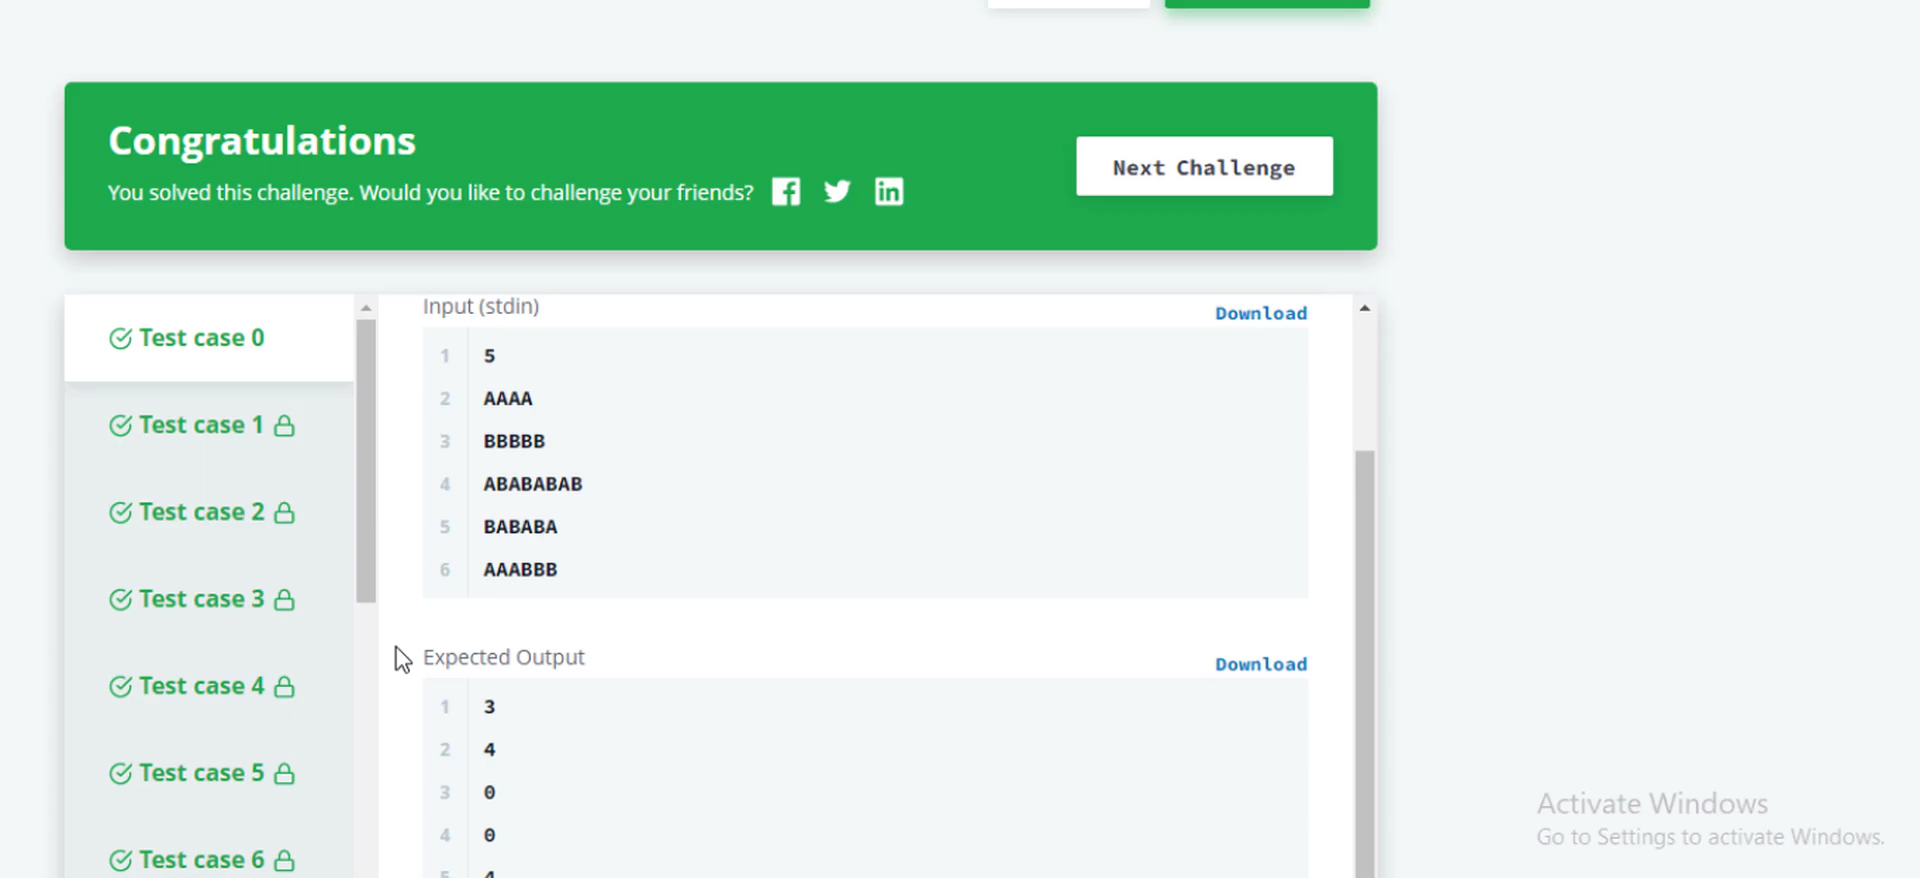 Congratulations
You solved this challenge. Would you like to challenge your friends?
Next Challenge
Test case 0
Test case 1
Test case 2
Test case 3
Test case 4
Test case 5
Test case 6
Input (stdin)
Download
1 5
2 AAAA
3 BBBBB
4 ABABABAB
5 BABABA
6 AAABBB
Expected Output
Download
1 3
2 4
3 0
4 0
5 4
Activate Windows
Go to Settings to activate Windows.